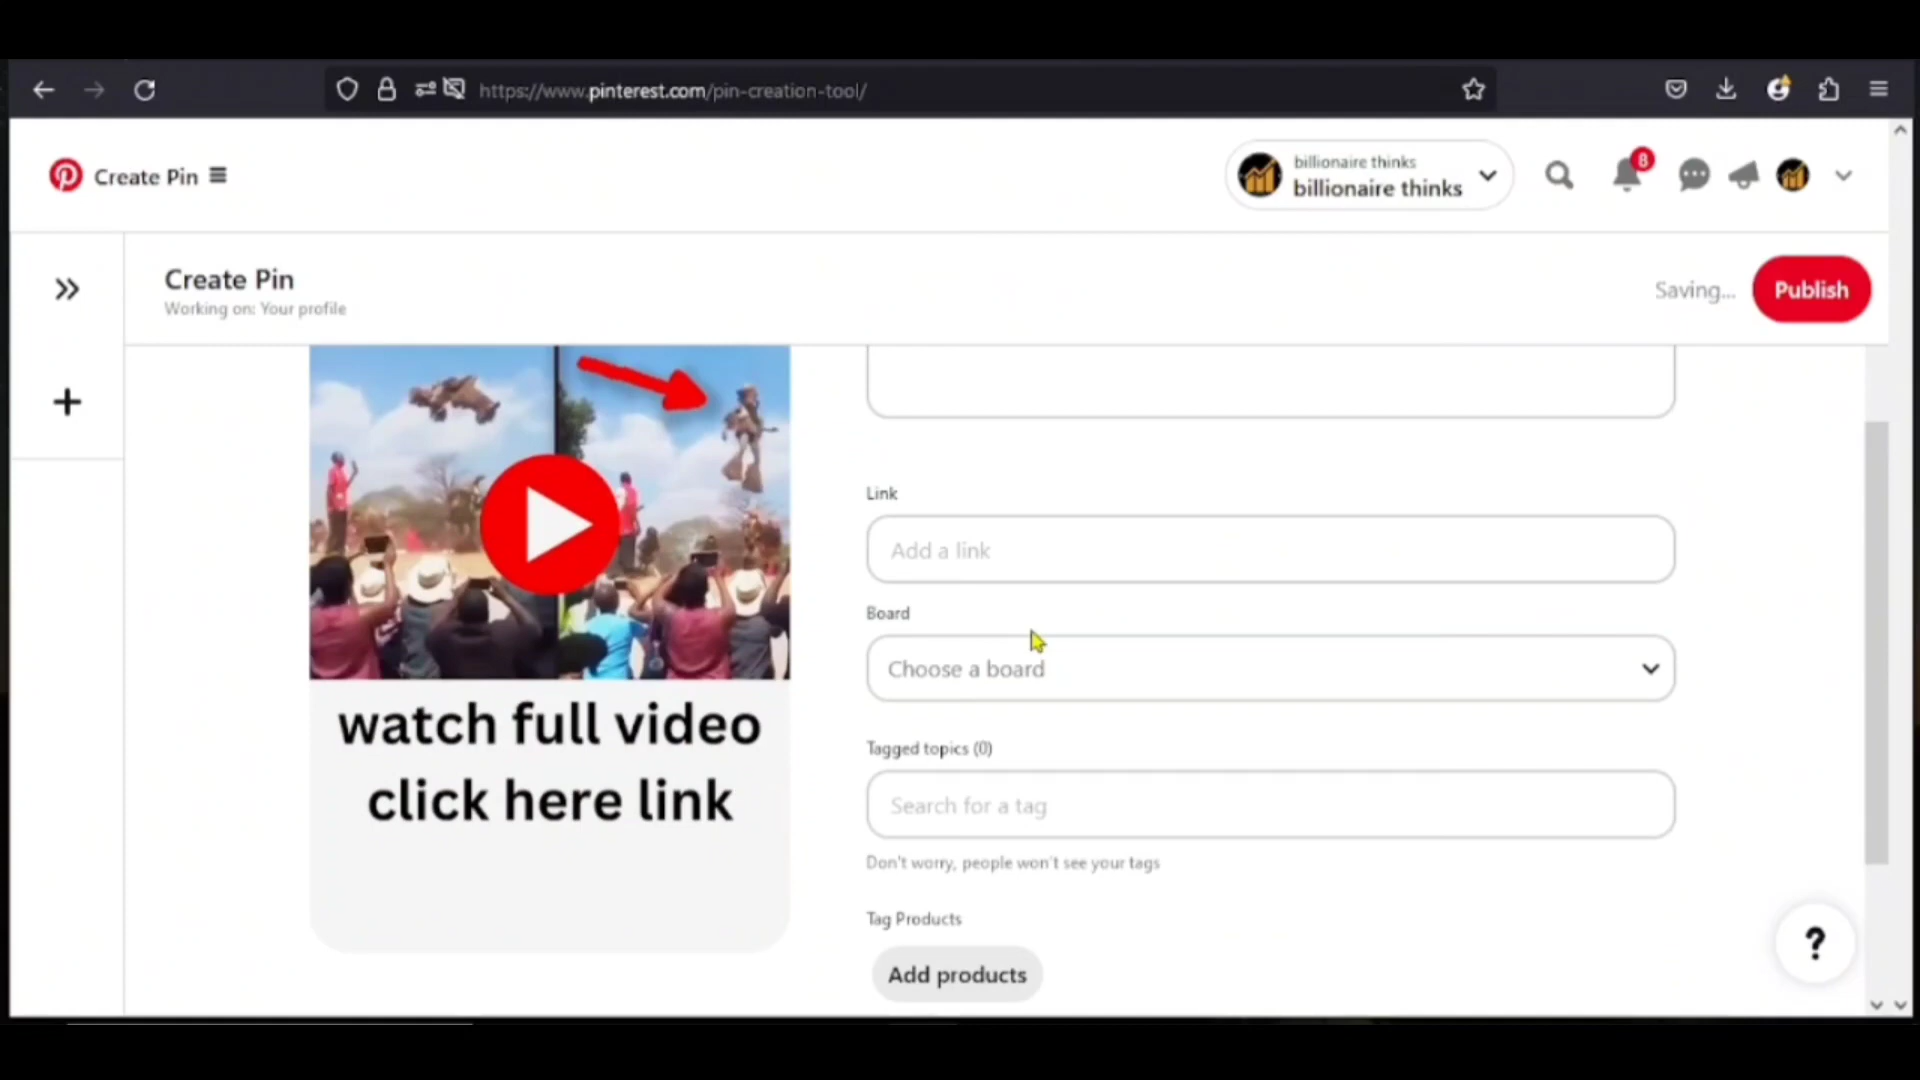 https://www.pinterest.com/pin-creation-tool/
Create Pin
billionaire thinks
billionaire thinks
8
Create Pin
Working on: Your profile
Saving...
Publish
watch full video
click here link
Link
Add a link
Board
Choose a board
Tagged topics (0)
Search for a tag
Don't worry, people won't see your tags
Tag Products
Add products
?